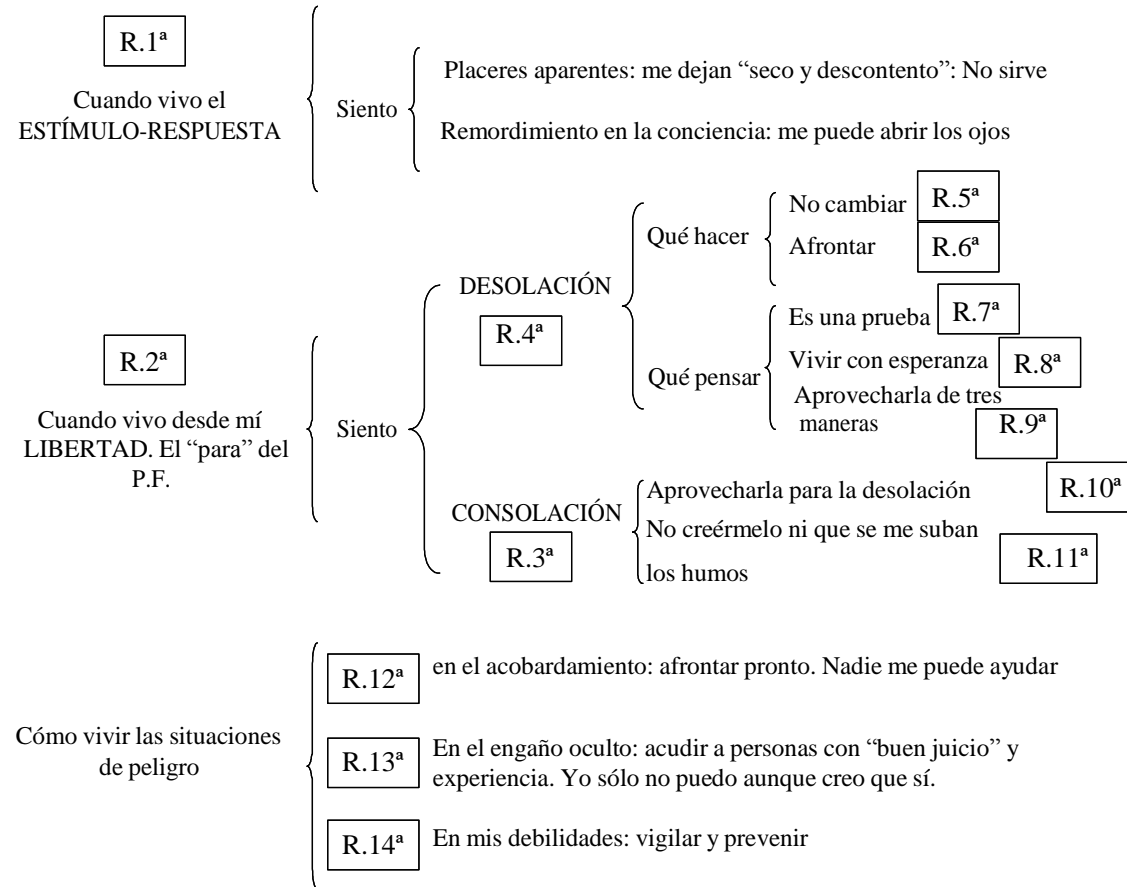 R.1ª
Cuando vivo el
ESTÍMULO-RESPUESTA
Siento
Placeres aparentes: me dejan “seco y descontento”: No sirve
Remordimiento en la conciencia: me puede abrir los ojos
R.2ª
Cuando vivo desde mí
LIBERTAD. El “para” del
P.F.
Siento
DESOLACIÓN
R.4ª
Qué hacer
No cambiar R.5ª
Afrontar R.6ª
Qué pensar
Es una prueba R.7ª
Vivir con esperanza R.8ª
Aprovecharla de tres
maneras R.9ª
CONSOLACIÓN
R.3ª
Aprovecharla para la desolación R.10ª
No creérmelo ni que se me suban
los humos R.11ª
Cómo vivir las situaciones
de peligro
R.12ª en el acobardamiento: afrontar pronto. Nadie me puede ayudar
R.13ª En el engaño oculto: acudir a personas con “buen juicio” y
experiencia. Yo sólo no puedo aunque creo que sí.
R.14ª En mis debilidades: vigilar y prevenir